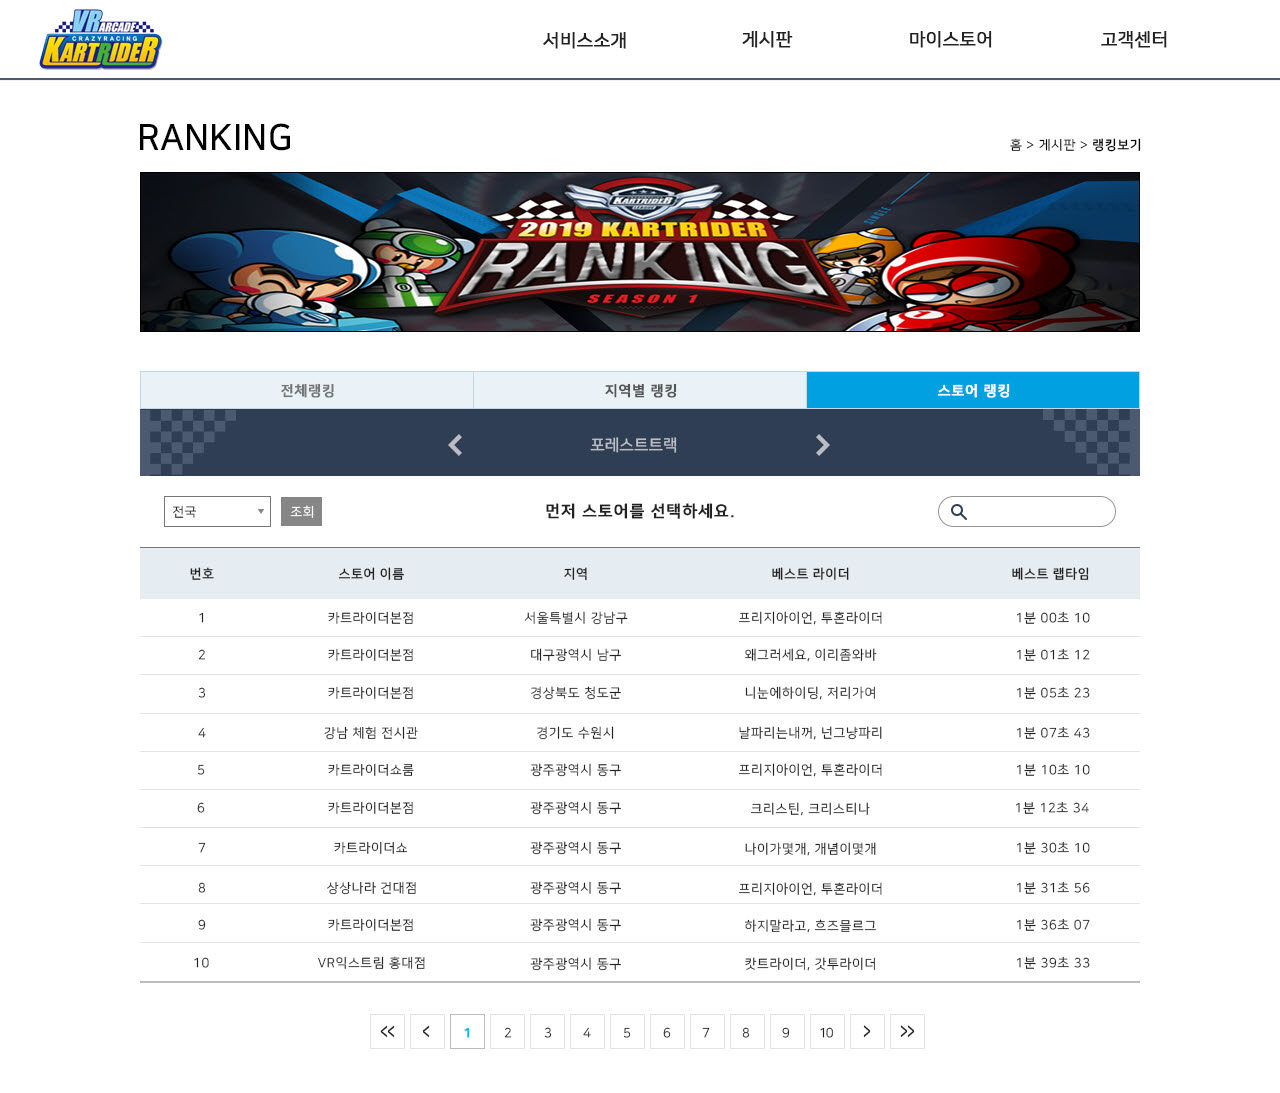 VR ARCADE
CRAZYRACING
KARTRIDER
서비스소개 게시판 마이스토어 고객센터
RANKING
홈 > 게시판 > 랭킹보기
KARTRIDER
LEAGUE
SINGLE
2019 KARTRIDER
RANKING
SEASON 1
전체랭킹 지역별 랭킹 스토어 랭킹
포레스트트랙
전국 조회 먼저 스토어를 선택하세요.
번호 스토어 이름 지역 베스트 라이더 베스트 랩타임
1 카트라이더본점 서울특별시 강남구 프리지아이언, 투혼라이더 1분 00초 10
2 카트라이더본점 대구광역시 남구 왜그러세요, 이리좀와바 1분 01초 12
3 카트라이더본점 경상북도 청도군 니눈에하이딩, 저리가여 1분 05초 23
4 강남 체험 전시관 경기도 수원시 날파리는내꺼, 넌그냥파리 1분 07초 43
5 카트라이더쇼룸 광주광역시 동구 프리지아이언, 투혼라이더 1분 10초 10
6 카트라이더본점 광주광역시 동구 크리스틴, 크리스티나 1분 12초 34
7 카트라이더쇼 광주광역시 동구 나이가몇개, 개념이몇개 1분 30초 10
8 상상나라 건대점 광주광역시 동구 프리지아이언, 투혼라이더 1분 31초 56
9 카트라이더본점 광주광역시 동구 하지말라고, 흐즈믈르그 1분 36초 07
10 VR익스트림 홍대점 광주광역시 동구 캇트라이더, 갓투라이더 1분 39초 33
<< < 1 2 3 4 5 6 7 8 9 10 > >>